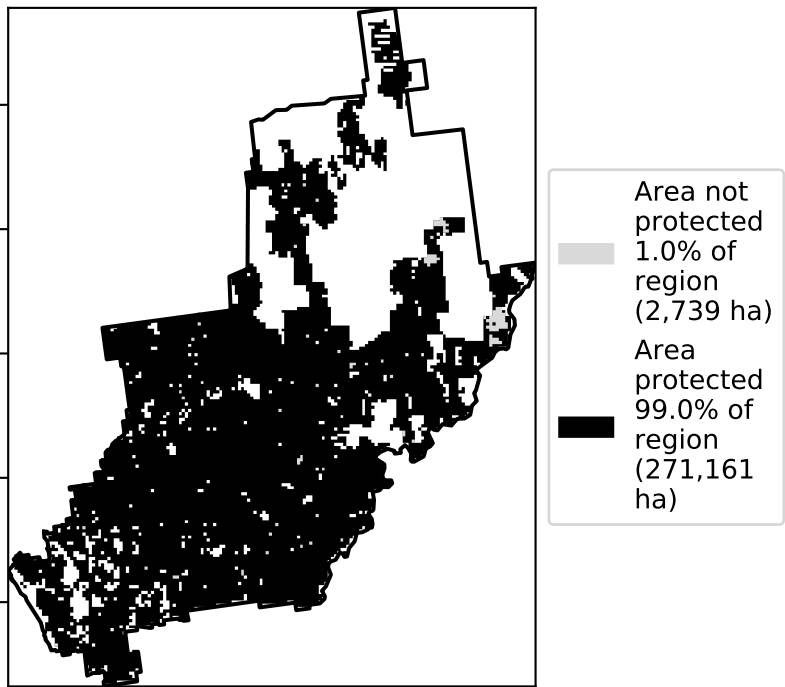 Area not
protected
1.0% of
region
(2,739 ha)
Area
protected
99.0% of
region
(271,161
ha)